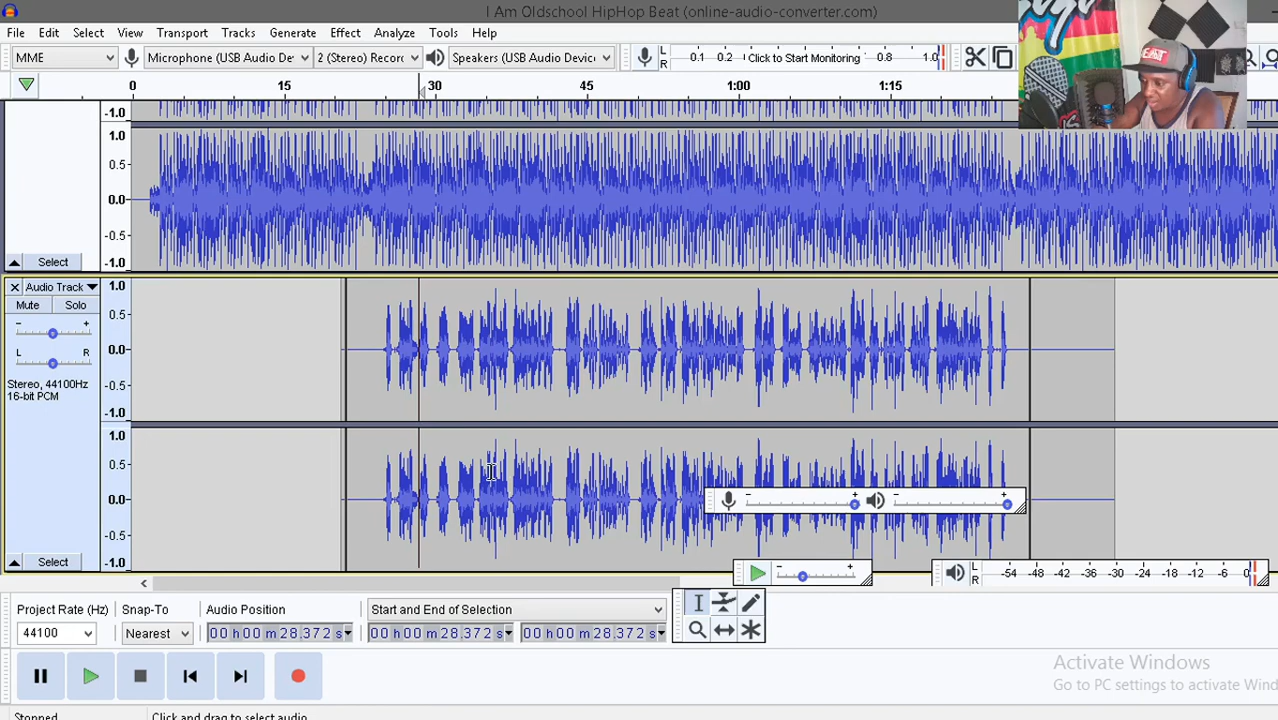 I Am Oldschool HipHop Beat (online-audio-converter.com)
File Edit Select View Transport Tracks Generate Effect Analyze Tools Help
MME Microphone (USB Audio De 2 (Stereo) Recor Speakers (USB Audio Device L R 0.1 0.2 Click to Start Monitoring 0.8 1.0
0 15 30 45 1:00 1:15
-1.0
1.0
0.5
0.0
-0.5
-1.0
Select
Audio Track
Mute Solo
- +
L R
Stereo, 44100Hz
16-bit PCM
1.0
0.5
0.0
-0.5
-1.0
1.0
0.5
0.0
-0.5
-1.0
Select
- + - +
- +
L R -54 -48 -42 -36 -30 -24 -18 -12 -6 0
Project Rate (Hz) Snap-To Audio Position Start and End of Selection
44100 Nearest 00 h 00 m 28.372 s 00 h 00 m 28.372 s 00 h 00 m 28.372 s
Activate Windows
Go to PC settings to activate Wind
Stopped. Click and drag to select audio